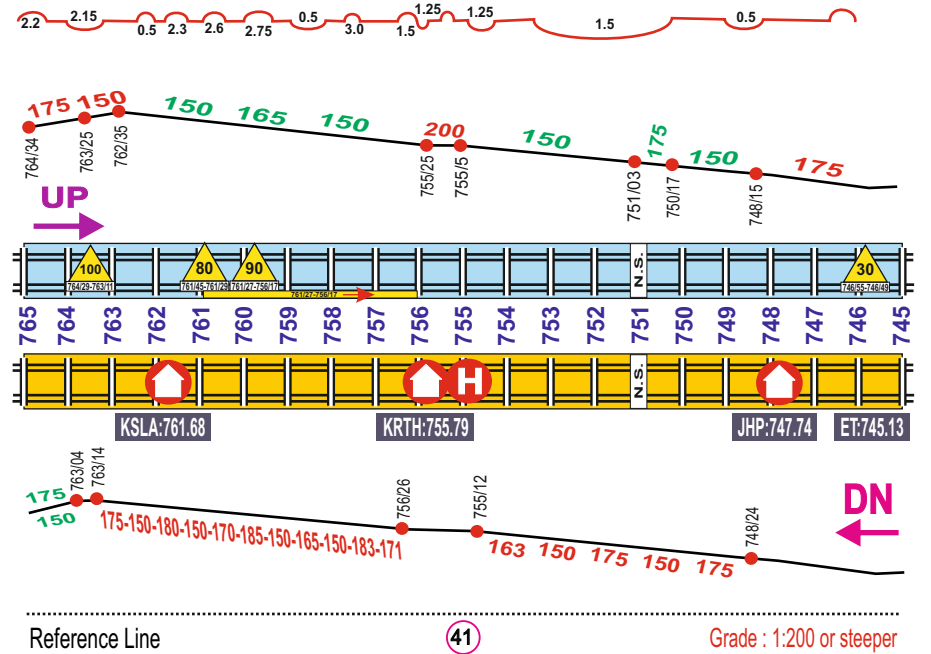 2.2 2.15 0.5 2.3 2.6 2.75 0.5 3.0 1.5 1.25 1.25 1.5 0.5
175 150 150 165 150 200 150 175 150 175
764/34 763/25 762/35 755/25 755/5 751/03 750/17 748/15
UP
100 80 90 N.S. 30
764/29-763/11 761/45-761/29 761/27-756/17 746/55-746/49
761/27-756/17
765 764 763 762 761 760 759 758 757 756 755 754 753 752 751 750 749 748 747 746 745
H N.S.
KSLA:761.68 KRTH:755.79 JHP:747.74 ET:745.13
763/04 763/14 756/26 755/12 748/24
DN
175
150
175-150-180-150-170-185-150-165-150-183-171
163 150 175 150 175
Reference Line 41 Grade : 1:200 or steeper